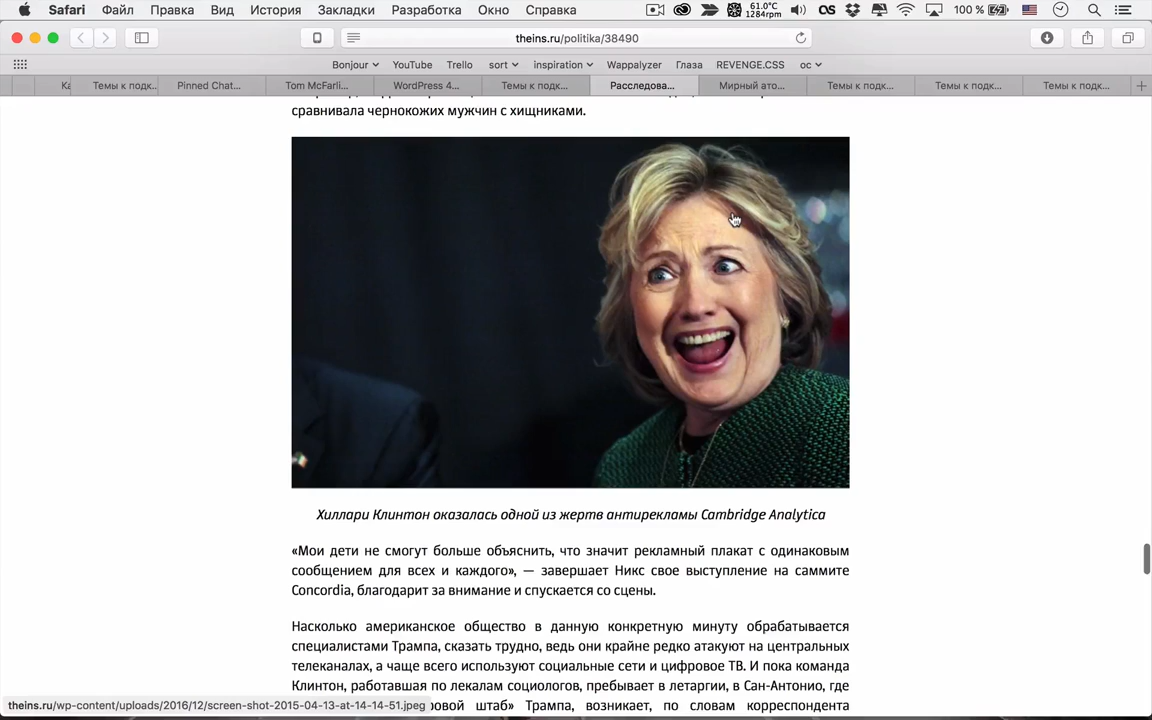 Safari Файл Правка Вид История Закладки Разработка Окно Справка 61.0°C 1284rpm 100 %
theins.ru/politika/38490
Bonjour YouTube Trello sort inspiration Wappalyzer Глаза REVENGE.CSS ос
Ка Темы к подк... Pinned Chat... Tom McFarli... WordPress 4... Темы к подк... Расследова... Мирный ато... Темы к подк... Темы к подк... Темы к подк...
сравнивала чернокожих мужчин с хищниками.
Хиллари Клинтон оказалась одной из жертв антирекламы Cambridge Analytica
«Мои дети не смогут больше объяснить, что значит рекламный плакат с одинаковым
сообщением для всех и каждого», — завершает Никс свое выступление на саммите
Concordia, благодарит за внимание и спускается со сцены.
Насколько американское общество в данную конкретную минуту обрабатывается
специалистами Трампа, сказать трудно, ведь они крайне редко атакуют на центральных
телеканалах, а чаще всего используют социальные сети и цифровое ТВ. И пока команда
Клинтон, работавшая по лекалам социологов, пребывает в летаргии, в Сан-Антонио, где
theins.ru/wp-content/uploads/2016/12/screen-shot-2015-04-13-at-14-14-51.jpeg
штаб» Трампа, возникает, по словам корреспондента